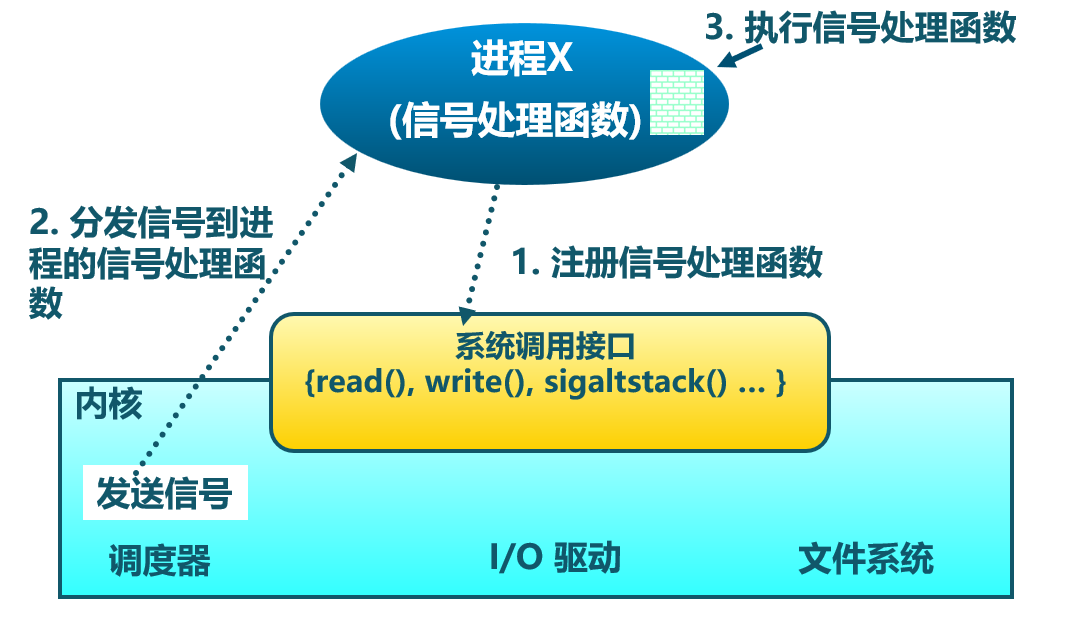 3. 执行信号处理函数
进程X
(信号处理函数)
2. 分发信号到进
程的信号处理函
数
1. 注册信号处理函数
系统调用接口
{read(), write(), sigaltstack() … }
内核
发送信号
调度器
I/O 驱动
文件系统